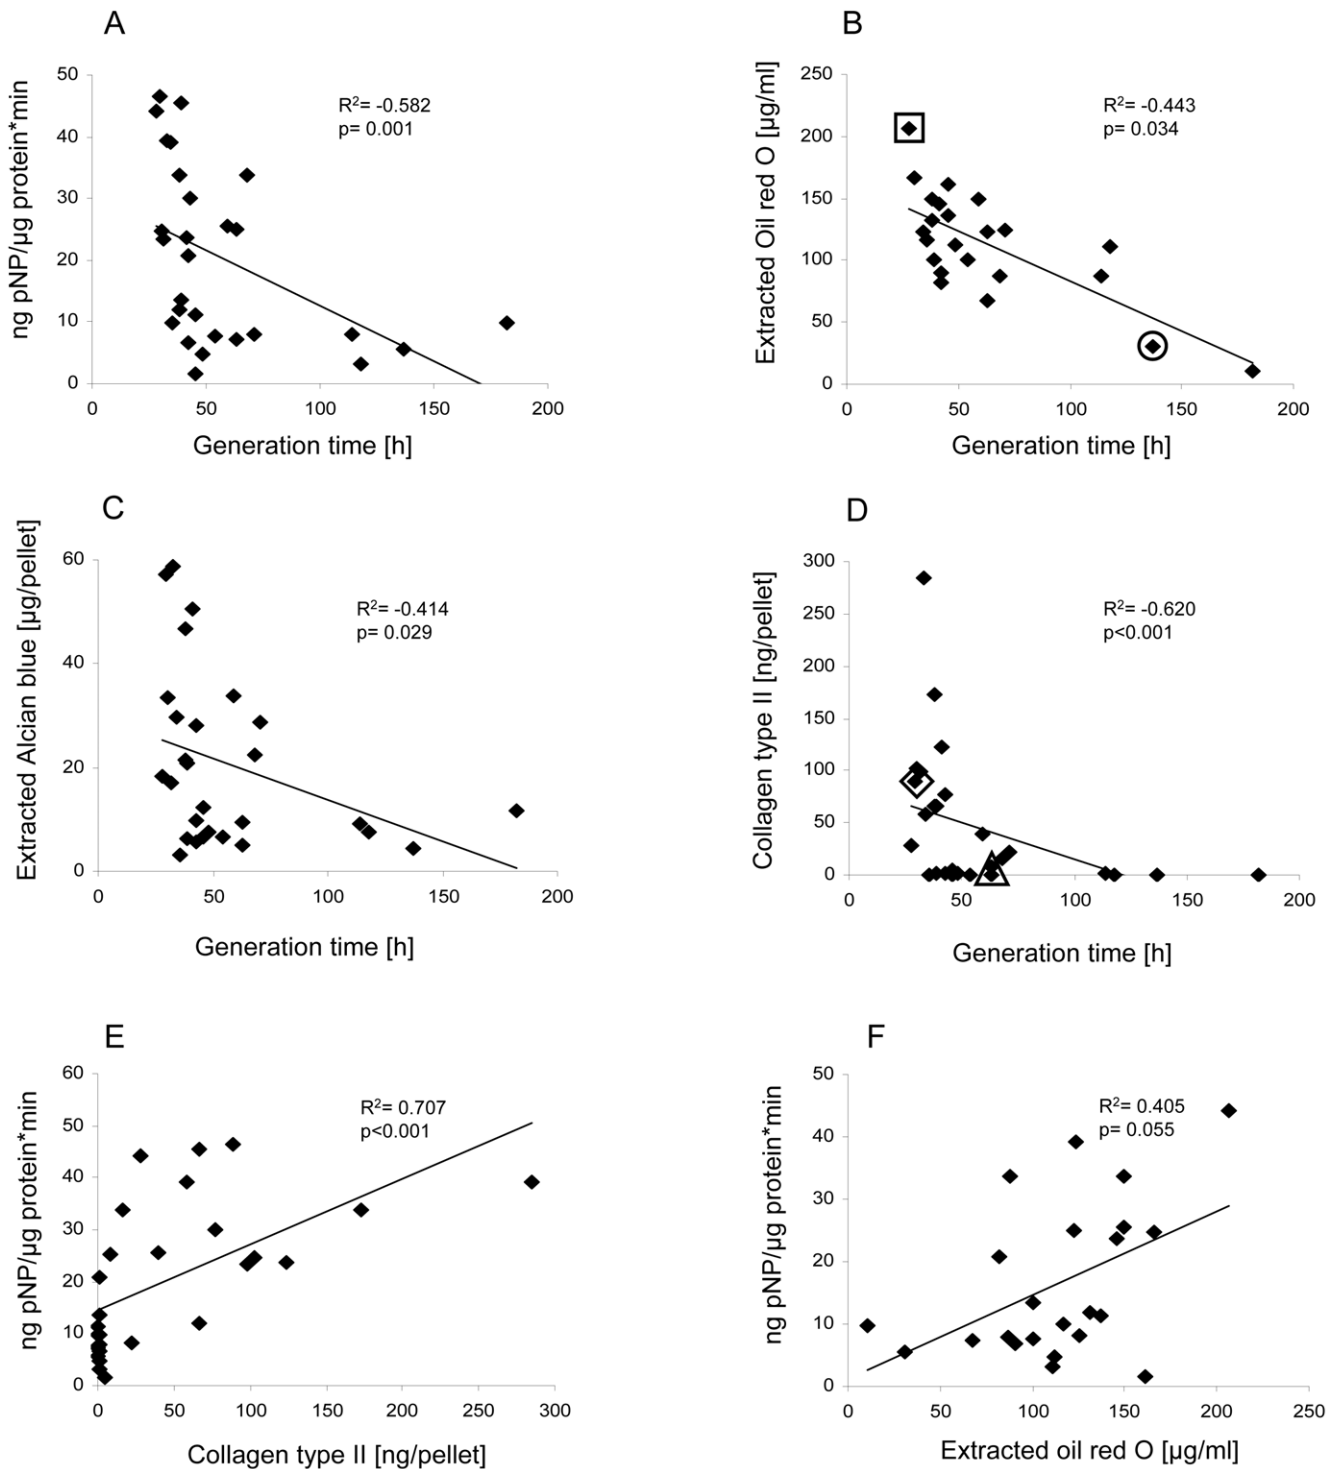 A
ng pNP/µg protein*min
50
40
30
20
10
0
R²= -0.582
p= 0.001
0 50 100 150 200
Generation time [h]
B
Extracted Oil red O [µg/ml]
250
200
150
100
50
0
R²= -0.443
p= 0.034
0 50 100 150 200
Generation time [h]
C
Extracted Alcian blue [µg/pellet]
60
40
20
0
R²= -0.414
p= 0.029
0 50 100 150 200
Generation time [h]
D
Collagen type II [ng/pellet]
300
250
200
150
100
50
0
R²= -0.620
p<0.001
0 50 100 150 200
Generation time [h]
E
ng pNP/µg protein*min
60
50
40
30
20
10
0
R²= 0.707
p<0.001
0 50 100 150 200 250 300
Collagen type II [ng/pellet]
F
ng pNP/µg protein*min
50
40
30
20
10
0
R²= 0.405
p= 0.055
0 50 100 150 200 250
Extracted oil red O [µg/ml]